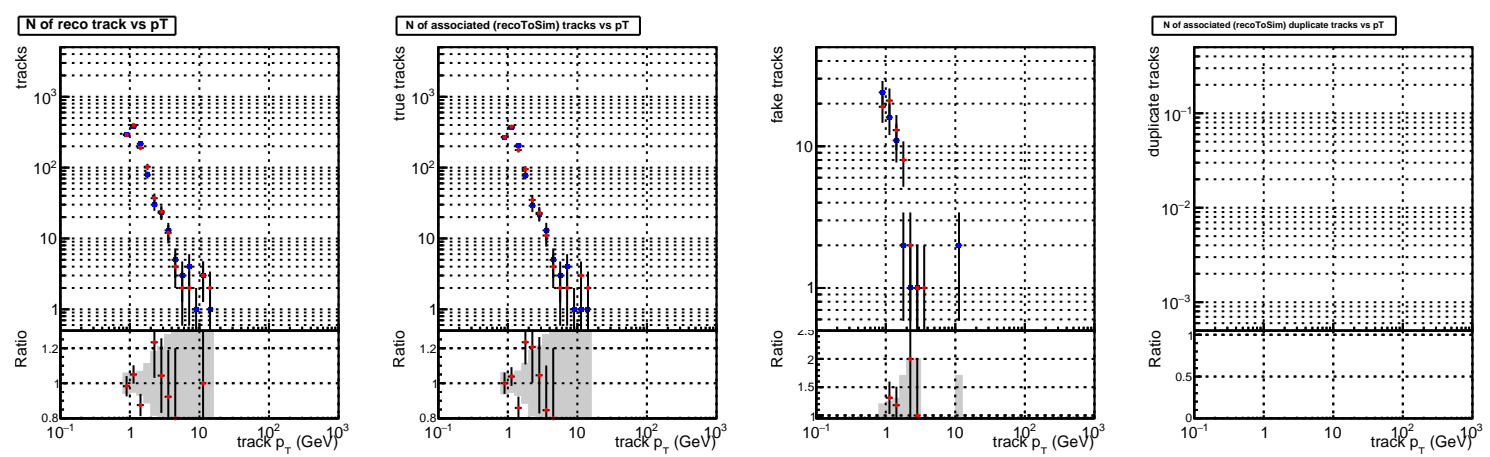 N of reco track vs pT
tracks
10³
10²
10
1
Ratio
1.2
1
0.8
10⁻¹ 1 10 10² 10³
track p_T (GeV)
N of associated (recoToSim) tracks vs pT
true tracks
10³
10²
10
1
Ratio
1.2
1
0.8
10⁻¹ 1 10 10² 10³
track p_T (GeV)
fake tracks
10
1
Ratio
2.5
2
1.5
1
10⁻¹ 1 10 10² 10³
track p_T (GeV)
N of associated (recoToSim) duplicate tracks vs pT
duplicate tracks
10⁻¹
10⁻²
10⁻³
Ratio
1
0.5
0
10⁻¹ 1 10 10² 10³
track p_T (GeV)